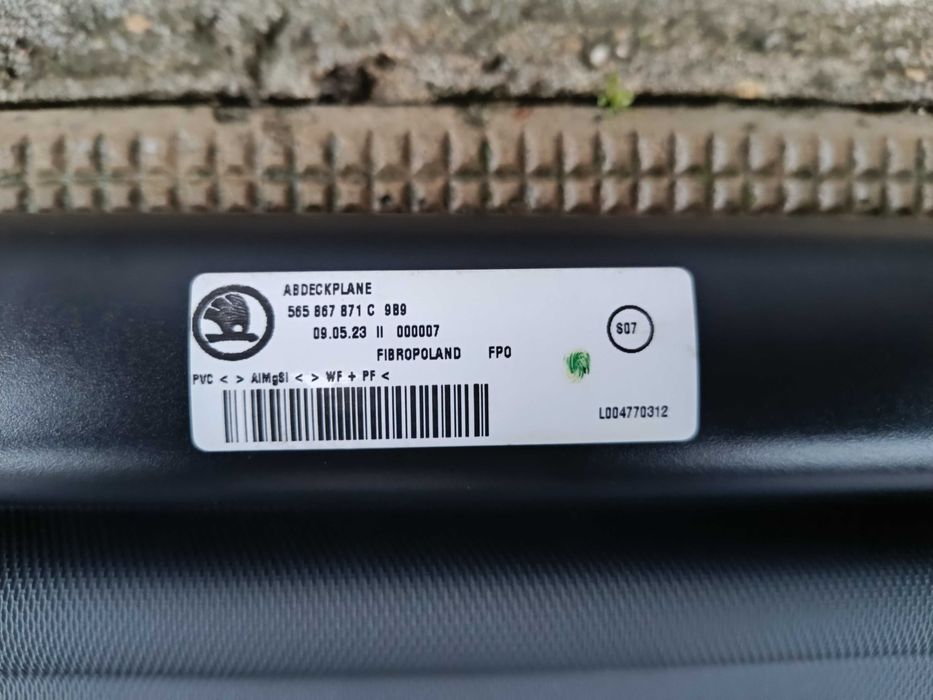 ABDECKPLANE
565 867 871 C 9B9
09.05.23 II 000007
S07
FIBROPOLAND FPO
PVC < > AlMgSi < > WF + PF <
L004770312